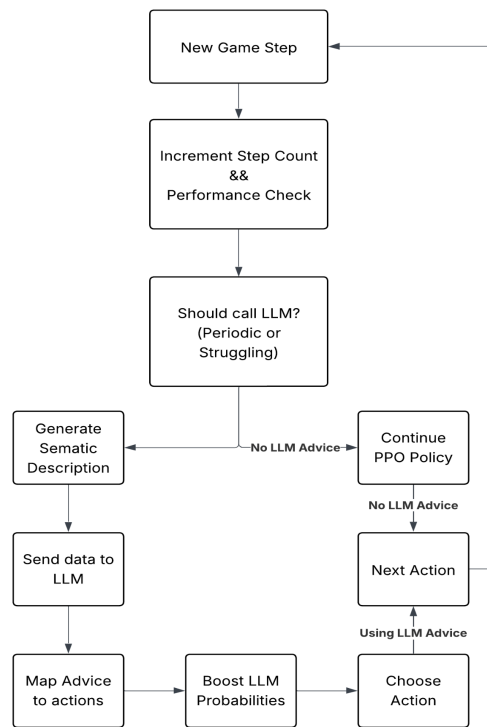 New Game Step
Increment Step Count
&&
Performance Check
Should call LLM?
(Periodic or
Struggling)
Generate
Sematic
Description
No LLM Advice
Continue
PPO Policy
No LLM Advice
Send data to
LLM
Next Action
Using LLM Advice
Map Advice
to actions
Boost LLM
Probabilities
Choose
Action